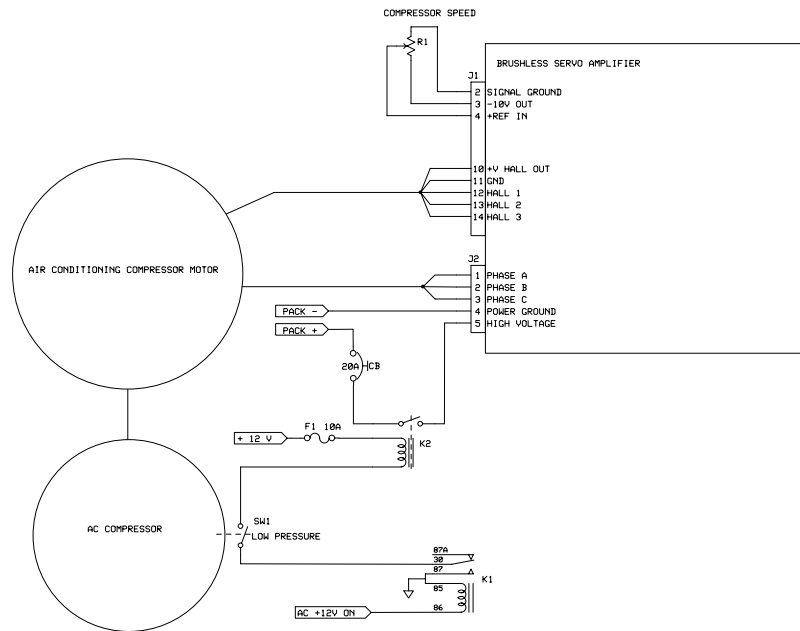 COMPRESSOR SPEED
R1
BRUSHLESS SERVO AMPLIFIER
J1
2 SIGNAL GROUND
3 -10V OUT
4 +REF IN
10 +V HALL OUT
11 GND
12 HALL 1
13 HALL 2
14 HALL 3
J2
AIR CONDITIONING COMPRESSOR MOTOR
1 PHASE A
2 PHASE B
3 PHASE C
4 POWER GROUND
5 HIGH VOLTAGE
PACK -
PACK +
20A CB
F1 10A
+ 12 V
K2
AC COMPRESSOR
SW1
LOW PRESSURE
87A
30
87
K1
85
86
AC +12V ON